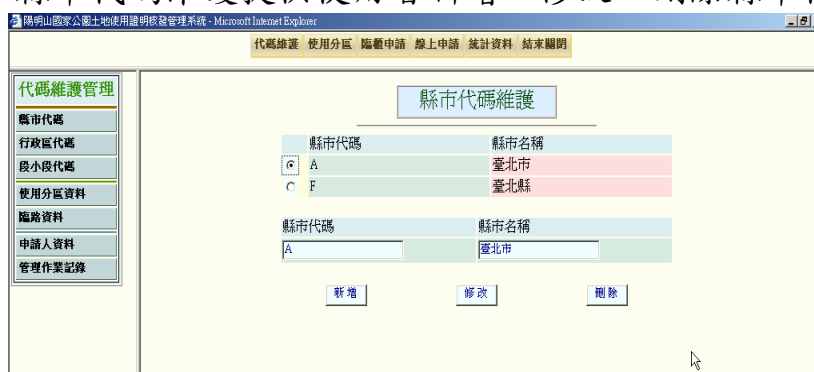 陽明山國家公園土地使用證明核發管理系統 - Microsoft Internet Explorer
代碼維護 使用分區 臨櫃申請 線上申請 統計資料 結束關閉
代碼維護管理
縣市代碼
行政區代碼
段小段代碼
使用分區資料
臨路資料
申請人資料
管理作業記錄
縣市代碼維護
縣市代碼 縣市名稱
A 臺北市
F 臺北縣
縣市代碼 縣市名稱
A 臺北市
新增 修改 刪除